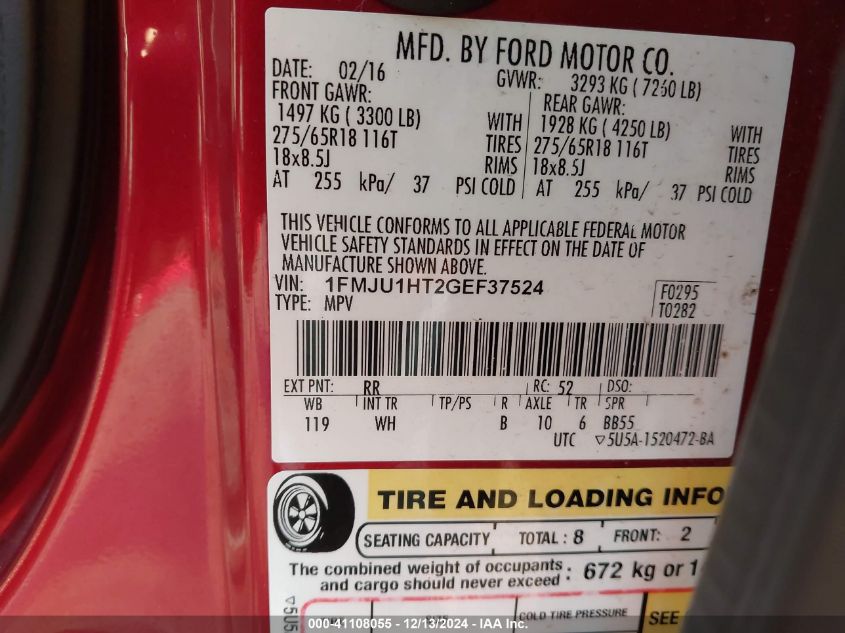 MFD. BY FORD MOTOR CO.
DATE: 02/16 GVWR: 3293 KG ( 7260 LB)
FRONT GAWR: REAR GAWR:
1497 KG ( 3300 LB) WITH 1928 KG ( 4250 LB) WITH
275/65R18 116T TIRES 275/65R18 116T TIRES
18x8.5J RIMS 18x8.5J RIMS
AT 255 kPa/ 37 PSI COLD AT 255 kPa/ 37 PSI COLD
THIS VEHICLE CONFORMS TO ALL APPLICABLE FEDERAL MOTOR
VEHICLE SAFETY STANDARDS IN EFFECT ON THE DATE OF
MANUFACTURE SHOWN ABOVE.
VIN: 1FMJU1HT2GEF37524 F0295
TYPE: MPV T0282
EXT PNT: RR RC: 52 DSO:
WB INT TR TP/PS R AXLE TR SPR
119 WH B 10 6 BB55
UTC ▽5U5A-1520472-BA
TIRE AND LOADING INFO
SEATING CAPACITY TOTAL : 8 FRONT: 2
The combined weight of occupants : 672 kg or 1
and cargo should never exceed
▽5U5
COLD TIRE PRESSURE SEE
000-41108055 - 12/13/2024 - IAA Inc.